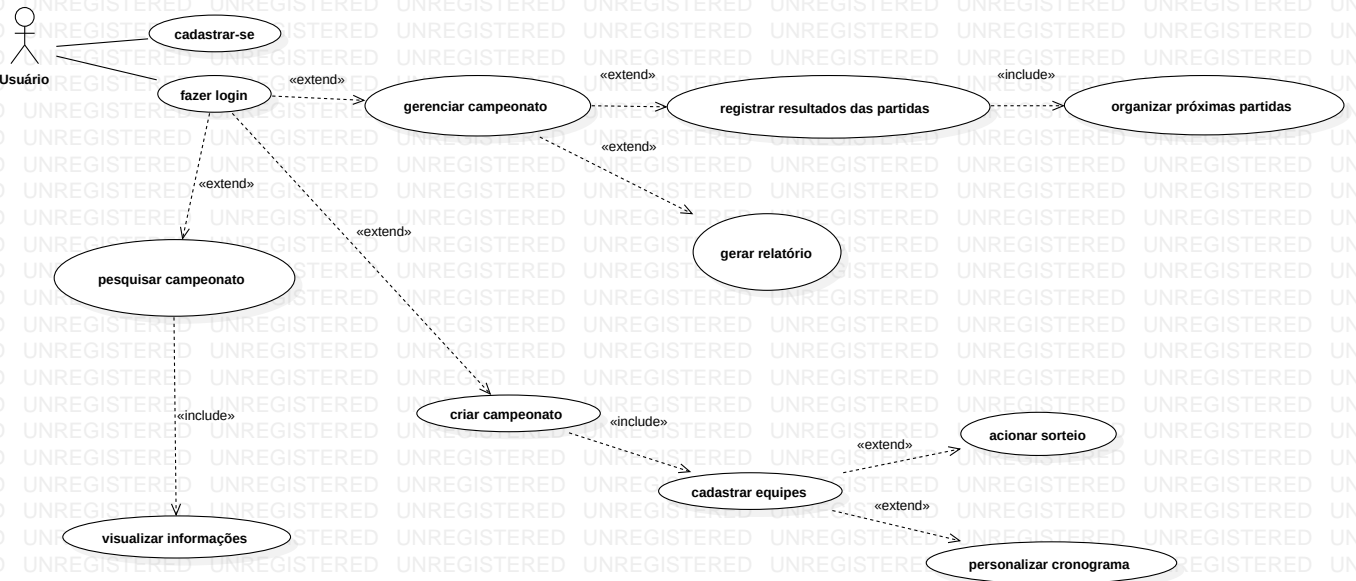 cadastrar-se
Usuário
fazer login
«extend»
gerenciar campeonato
«extend»
registrar resultados das partidas
«include»
organizar próximas partidas
«extend»
gerar relatório
«extend»
pesquisar campeonato
«extend»
criar campeonato
«include»
visualizar informações
«include»
cadastrar equipes
«extend»
acionar sorteio
«extend»
personalizar cronograma
UNREGISTERED